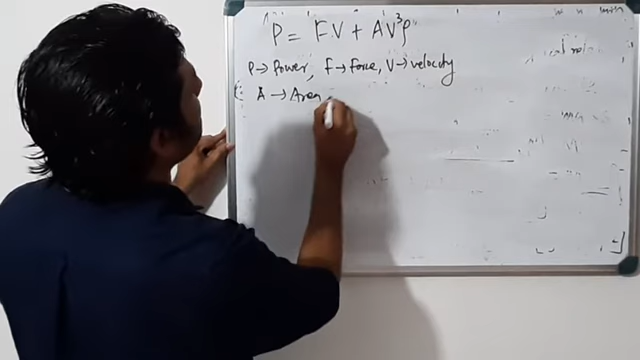 P = FV + AV³ρ
P → Power, F → Force, V → velocity
A → Area